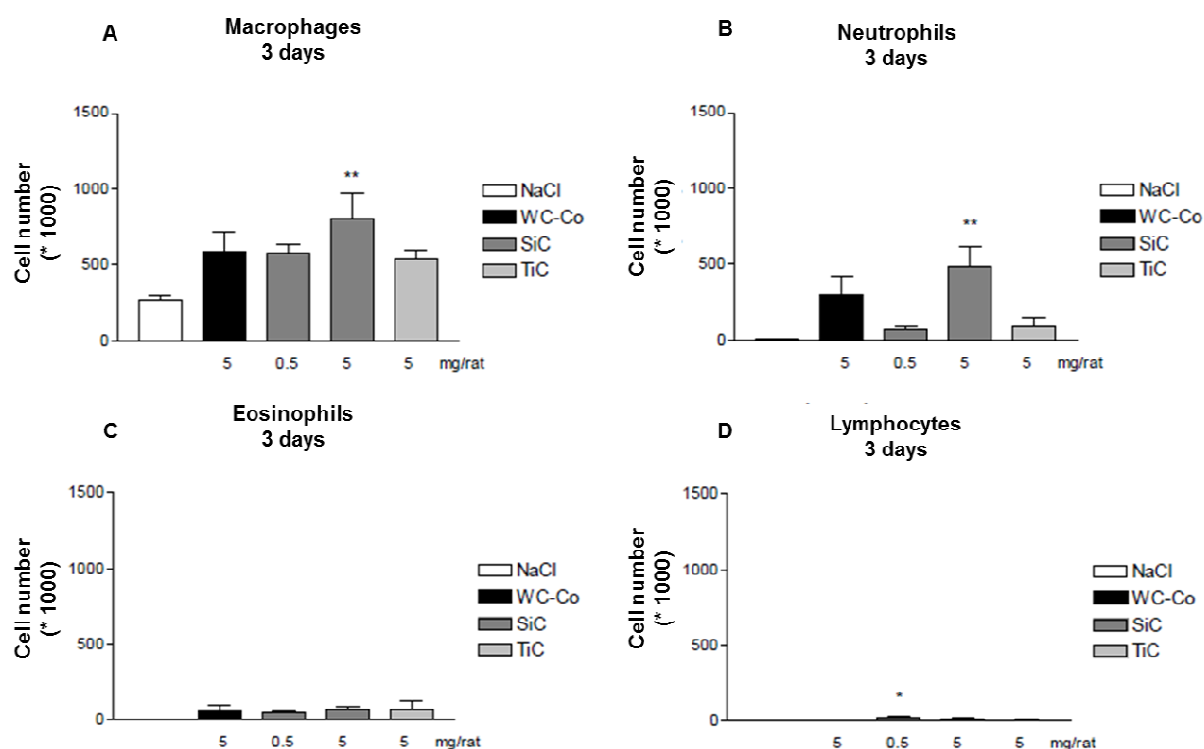 A
Macrophages
3 days
1500
1000
500
0
Cell number
(* 1000)
**
NaCl
WC-Co
SiC
TiC
5 0.5 5 5 mg/rat
B
Neutrophils
3 days
1500
1000
500
0
Cell number
(* 1000)
**
NaCl
WC-Co
SiC
TiC
5 0.5 5 5 mg/rat
C
Eosinophils
3 days
1500
1000
500
0
Cell number
(* 1000)
NaCl
WC-Co
SiC
TiC
5 0.5 5 5 mg/rat
D
Lymphocytes
3 days
1500
1000
500
0
Cell number
(* 1000)
*
NaCl
WC-Co
SiC
TiC
5 0.5 5 5 mg/rat